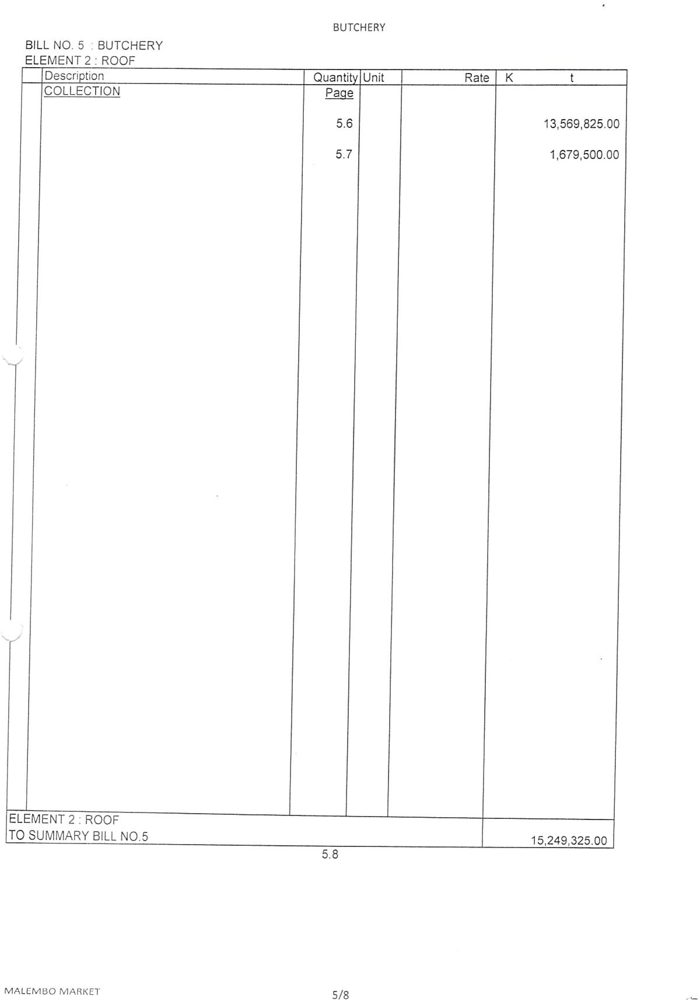 BUTCHERY
BILL NO. 5 : BUTCHERY
ELEMENT 2 : ROOF
Description Quantity Unit Rate K t
COLLECTION Page
5.6 13,569,825.00
5.7 1,679,500.00
ELEMENT 2 : ROOF
TO SUMMARY BILL NO.5 15,249,325.00
5.8
MALEMBO MARKET 5/8